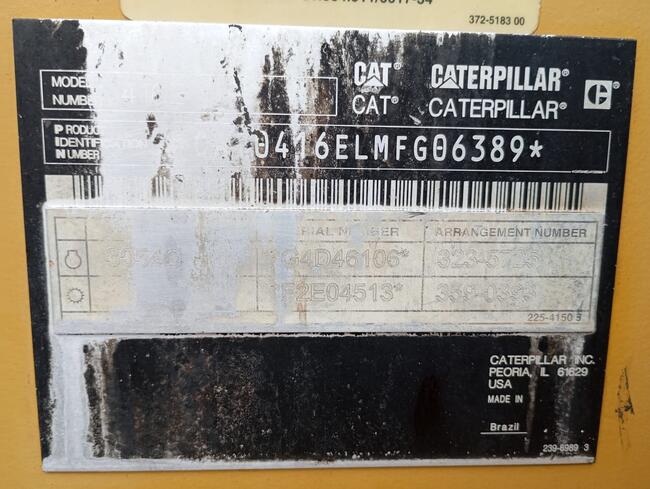 372-5183 00
MODEL
NUMBER
CAT® CATERPILLAR®
CAT® CATERPILLAR®
PRODUCT
IDENTIFICATION
NUMBER
0416ELMFG06389*
SERIAL NUMBER ARRANGEMENT NUMBER
G4D46106*
F2E04513*
225-4150 3
CATERPILLAR INC.
PEORIA, IL 61629
USA
MADE IN
Brazil
239-8989 3